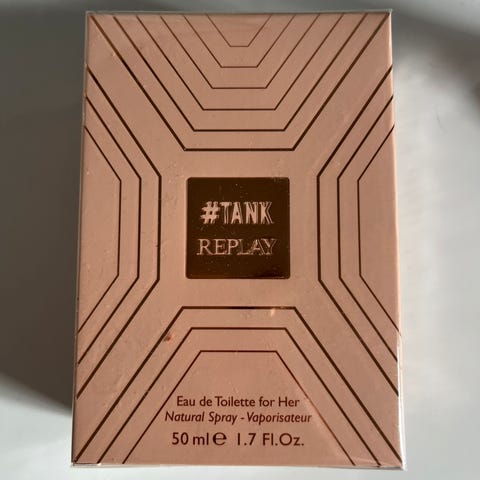 #TANK
REPLAY
Eau de Toilette for Her
Natural Spray - Vaporisateur
50 ml ℮ 1.7 Fl.Oz.